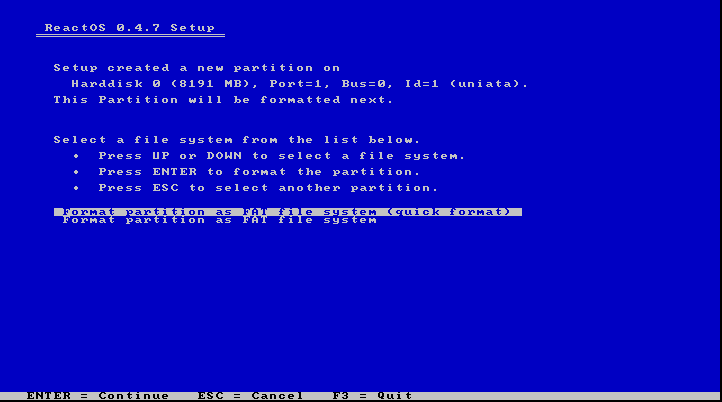 ReactOS 0.4.7 Setup
Setup created a new partition on
Harddisk 0 (8191 MB), Port=1, Bus=0, Id=1 (uniata).
This Partition will be formatted next.
Select a file system from the list below.
• Press UP or DOWN to select a file system.
• Press ENTER to format the partition.
• Press ESC to select another partition.
Format partition as FAT file system (quick format)
Format partition as FAT file system
ENTER = Continue ESC = Cancel F3 = Quit